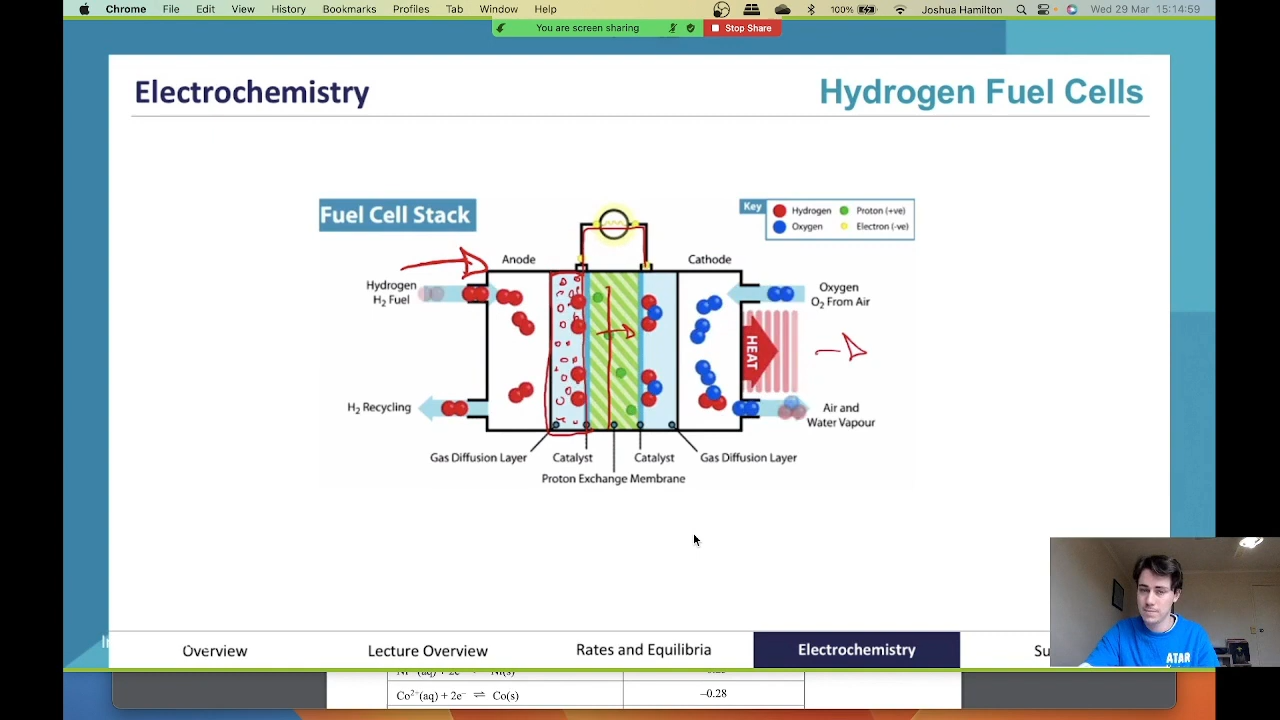 Chrome File Edit View History Bookmarks Profiles Tab Window Help 100% Joshua Hamilton Wed 29 Mar 15:14:59
You are screen sharing Stop Share
Electrochemistry
Hydrogen Fuel Cells
Fuel Cell Stack
Key
Hydrogen Proton (+ve)
Oxygen Electron (-ve)
Anode
Cathode
Hydrogen
H₂ Fuel
Oxygen
O₂ From Air
HEAT
H₂ Recycling
Air and
Water Vapour
Gas Diffusion Layer Catalyst Catalyst Gas Diffusion Layer
Proton Exchange Membrane
Overview Lecture Overview Rates and Equilibria Electrochemistry
ATAR
Co²⁺(aq) + 2e⁻ ⇌ Co(s) −0.28